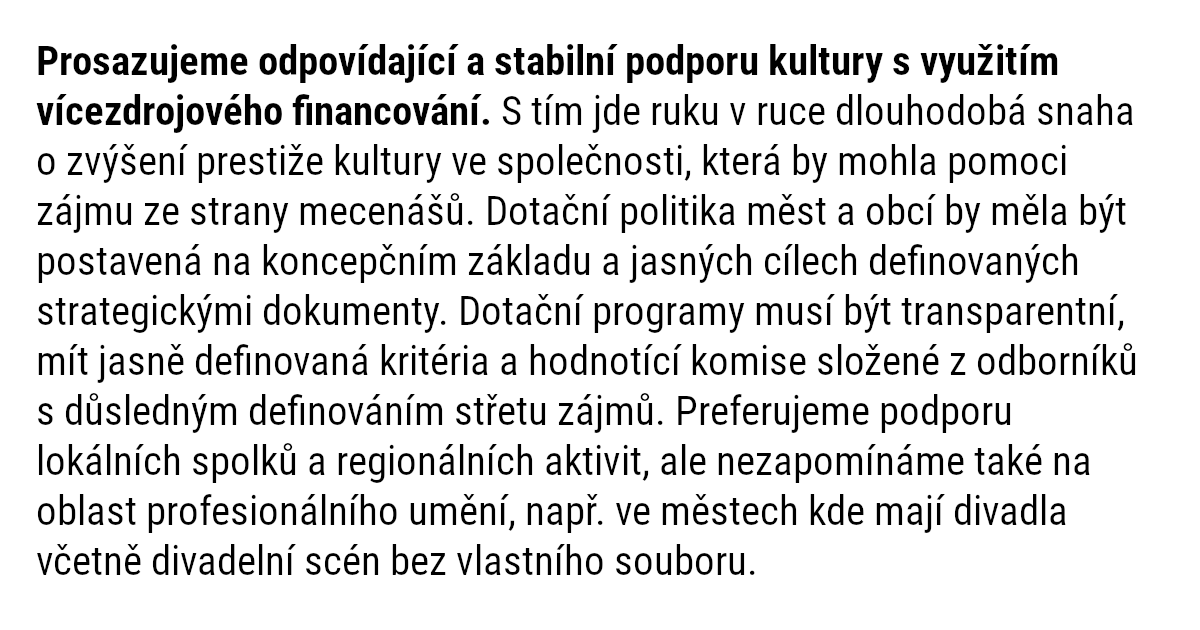 Prosazujeme odpovídající a stabilní podporu kultury s využitím
vícezdrojového financování. S tím jde ruku v ruce dlouhodobá snaha
o zvýšení prestiže kultury ve společnosti, která by mohla pomoci
zájmu ze strany mecenášů. Dotační politika měst a obcí by měla být
postavená na koncepčním základu a jasných cílech definovaných
strategickými dokumenty. Dotační programy musí být transparentní,
mít jasně definovaná kritéria a hodnotící komise složené z odborníků
s důsledným definováním střetu zájmů. Preferujeme podporu
lokálních spolků a regionálních aktivit, ale nezapomínáme také na
oblast profesionálního umění, např. ve městech kde mají divadla
včetně divadelní scén bez vlastního souboru.